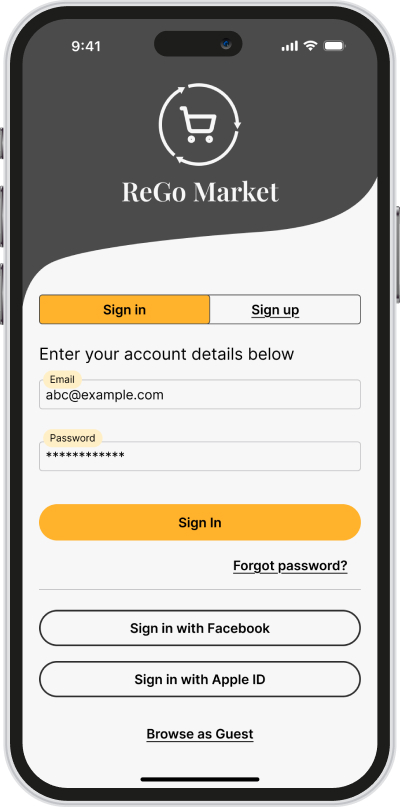 9:41
ReGo Market
Sign in Sign up
Enter your account details below
Email
abc@example.com
Password
************
Sign In
Forgot password?
Sign in with Facebook
Sign in with Apple ID
Browse as Guest